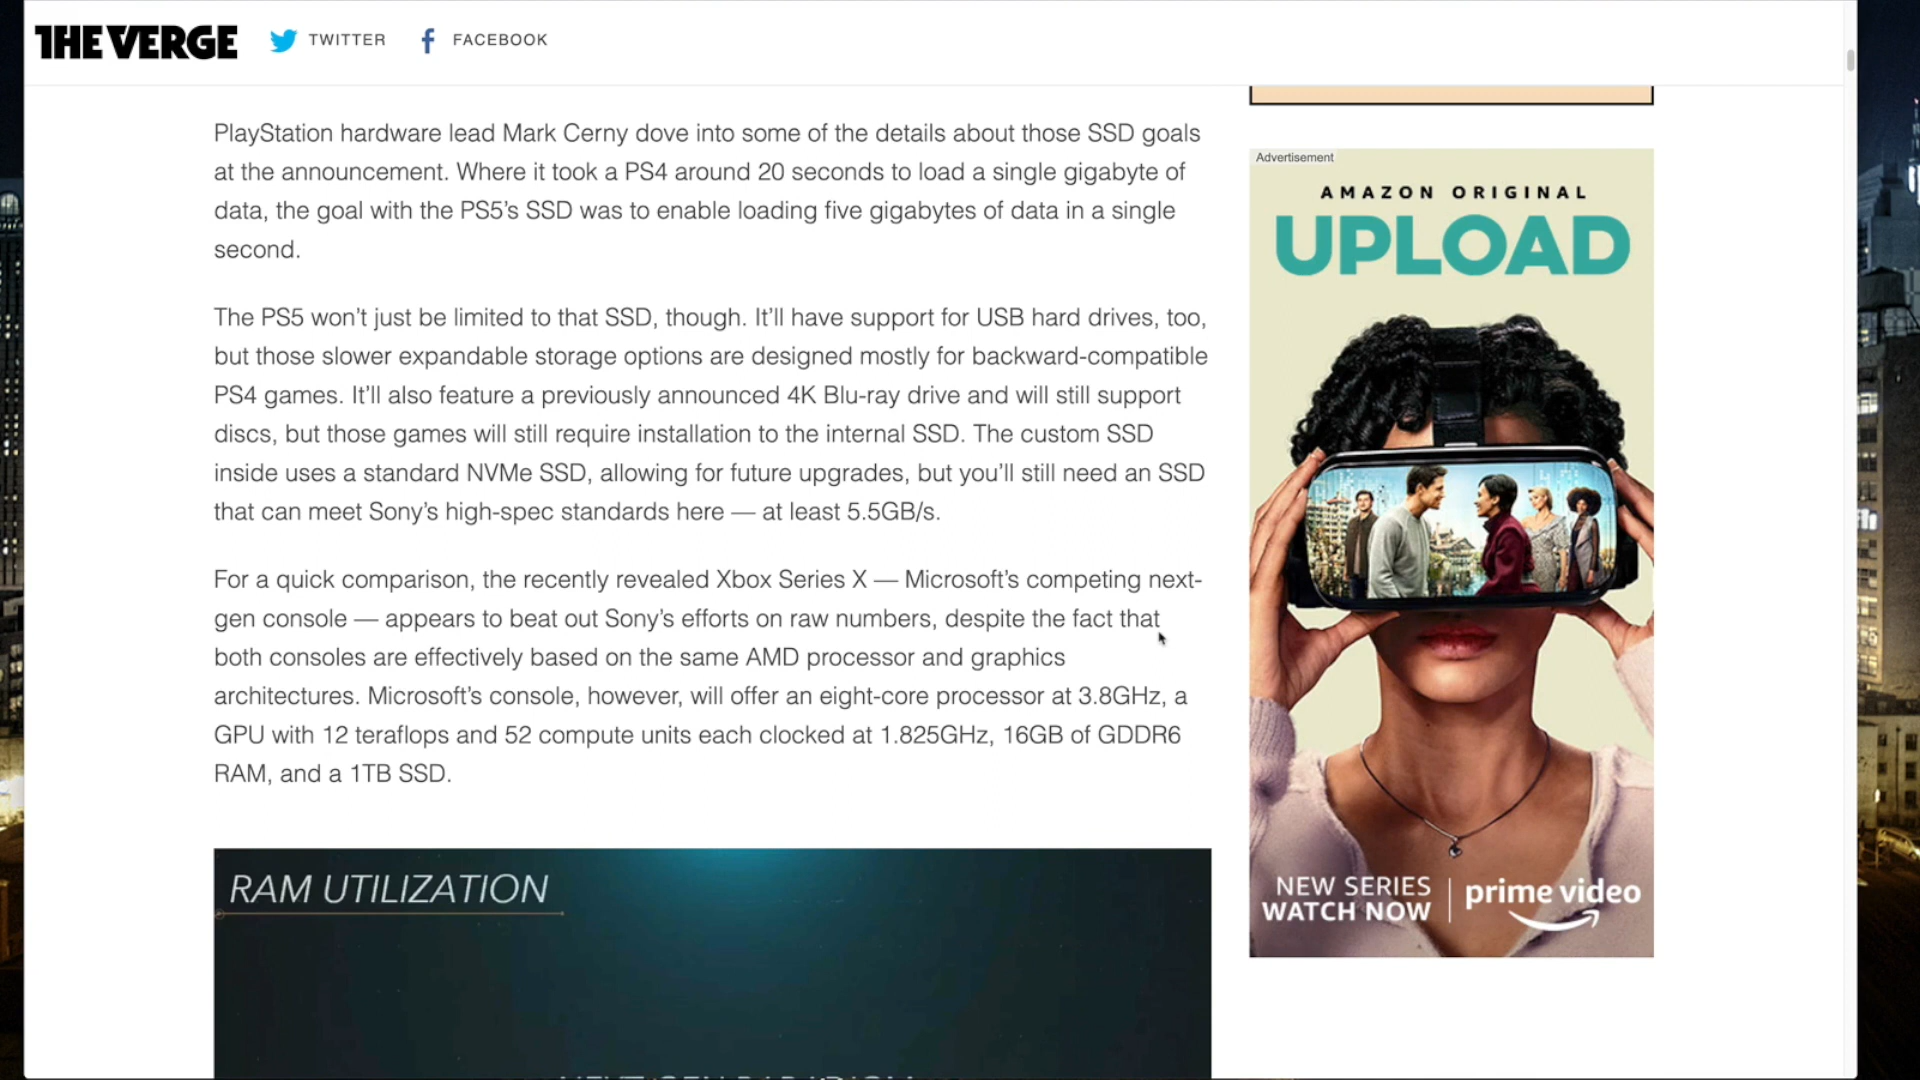 THE VERGE
TWITTER
FACEBOOK
PlayStation hardware lead Mark Cerny dove into some of the details about those SSD goals
at the announcement. Where it took a PS4 around 20 seconds to load a single gigabyte of
data, the goal with the PS5’s SSD was to enable loading five gigabytes of data in a single
second.
The PS5 won’t just be limited to that SSD, though. It’ll have support for USB hard drives, too,
but those slower expandable storage options are designed mostly for backward-compatible
PS4 games. It’ll also feature a previously announced 4K Blu-ray drive and will still support
discs, but those games will still require installation to the internal SSD. The custom SSD
inside uses a standard NVMe SSD, allowing for future upgrades, but you’ll still need an SSD
that can meet Sony’s high-spec standards here — at least 5.5GB/s.
For a quick comparison, the recently revealed Xbox Series X — Microsoft’s competing next-
gen console — appears to beat out Sony’s efforts on raw numbers, despite the fact that
both consoles are effectively based on the same AMD processor and graphics
architectures. Microsoft’s console, however, will offer an eight-core processor at 3.8GHz, a
GPU with 12 teraflops and 52 compute units each clocked at 1.825GHz, 16GB of GDDR6
RAM, and a 1TB SSD.
RAM UTILIZATION
Advertisement
AMAZON ORIGINAL
UPLOAD
NEW SERIES
WATCH NOW
prime video